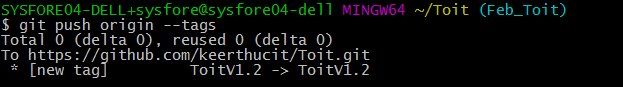 SYSFORE04-DELL+sysfore@sysfore04-dell MINGW64 ~/Toit (Feb_Toit)
$ git push origin --tags
Total 0 (delta 0), reused 0 (delta 0)
To https://github.com/keerthucit/Toit.git
 * [new tag]         ToitV1.2 -> ToitV1.2